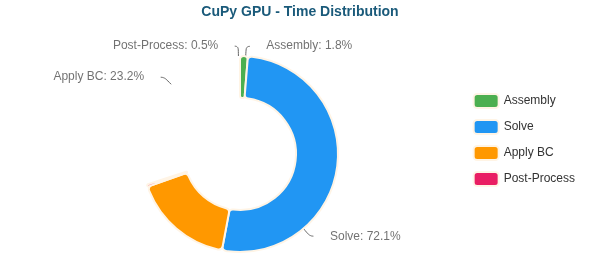 CuPy GPU - Time Distribution
Post-Process: 0.5%
Assembly: 1.8%
Apply BC: 23.2%
Solve: 72.1%
Assembly
Solve
Apply BC
Post-Process